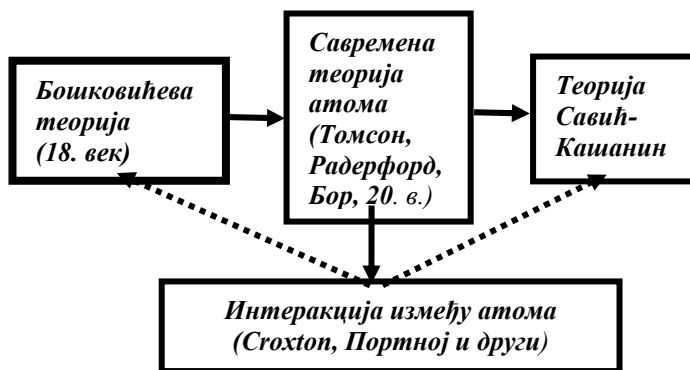 Бошковићева
теорија
(18. век)
Савремена
теорија
атома
(Томсон,
Радерфорд,
Бор, 20. в.)
Теорија
Савић-
Кашанин
Интеракција између атома
(Croxton, Портној и други)